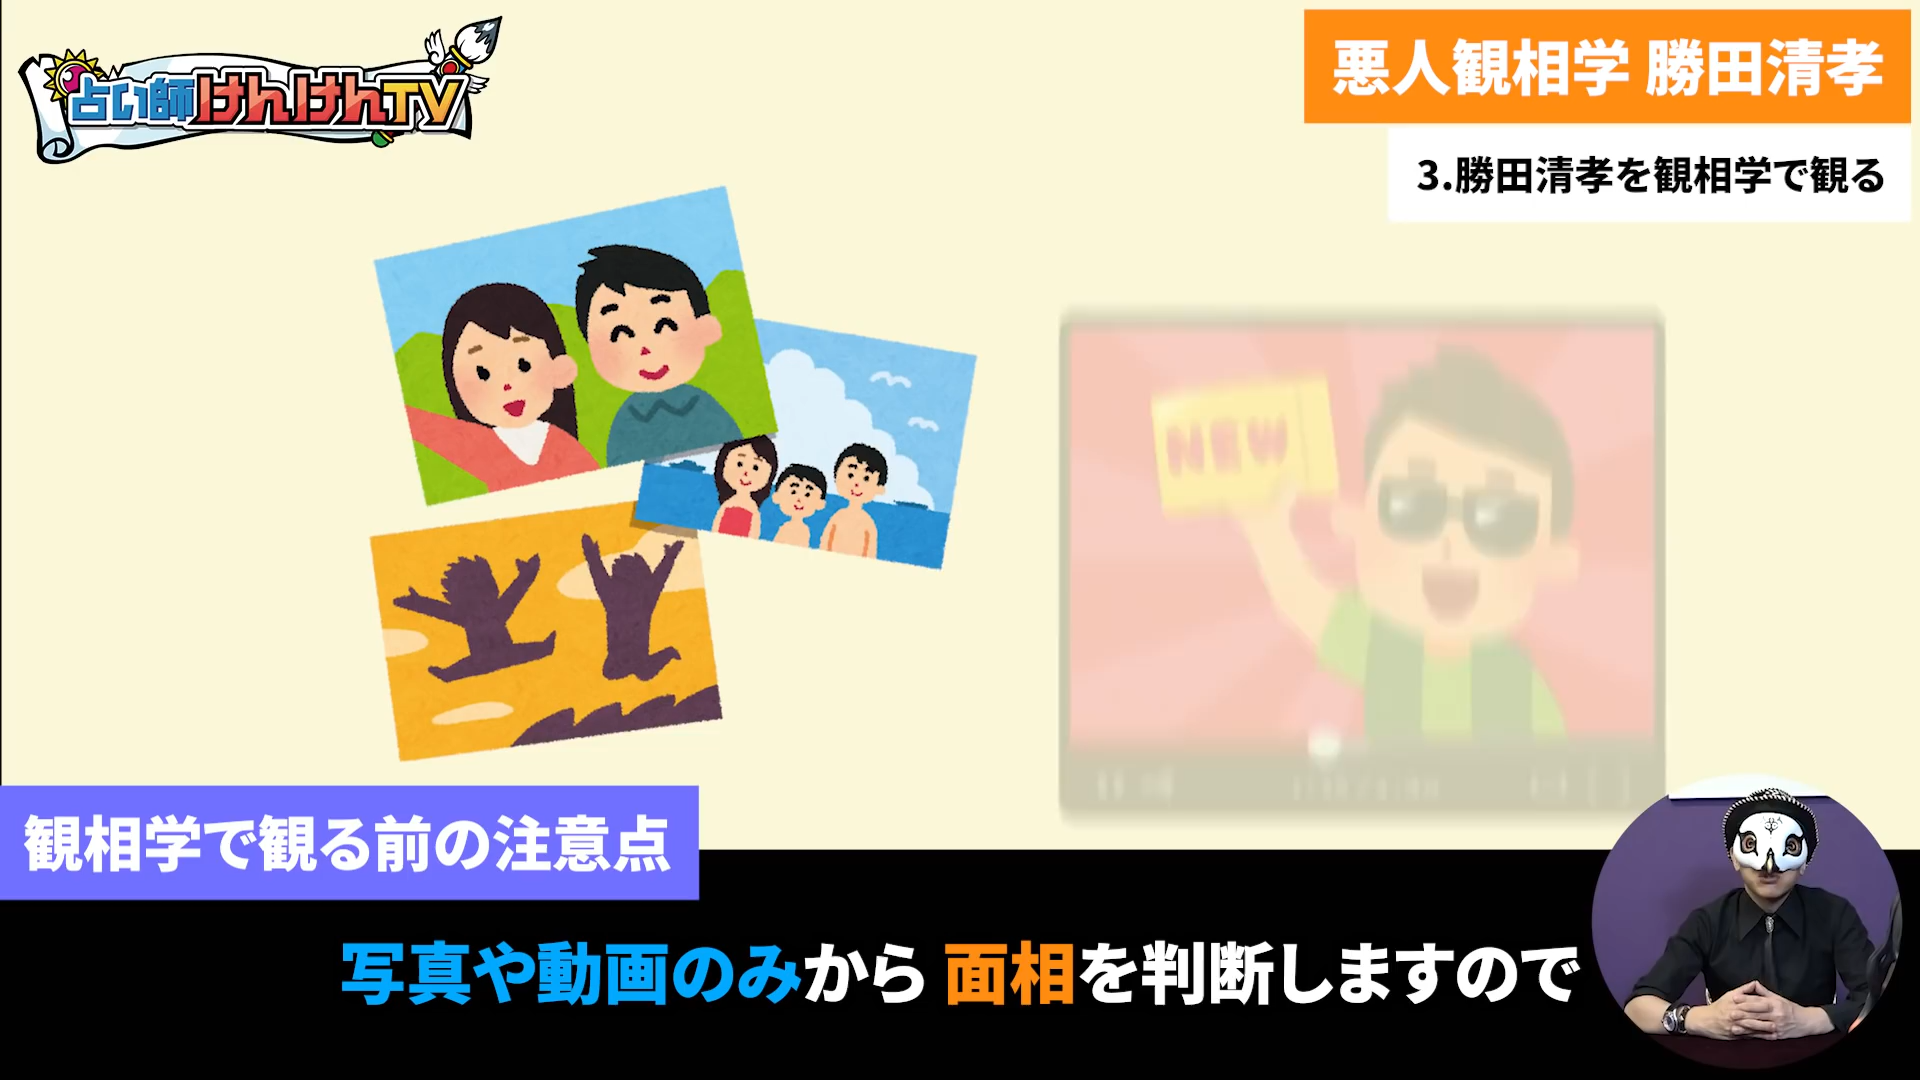 占い師けんけんTV
悪人観相学 勝田清孝
3.勝田清孝を観相学で観る
NEW
観相学で観る前の注意点
写真や動画のみから 面相を判断しますので